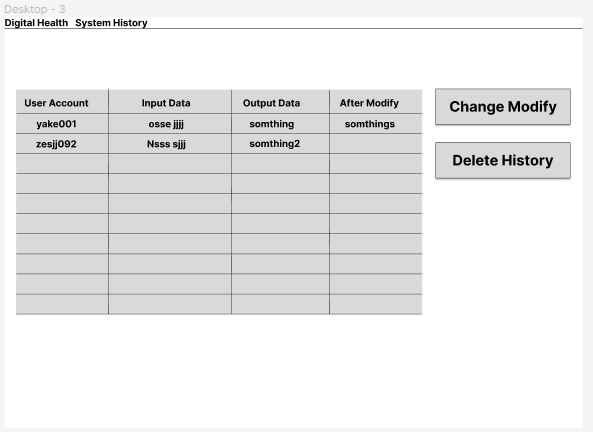 Desktop - 3
Digital Health System History
User Account Input Data Output Data After Modify
yake001 osse jjjj somthing somthings
zesjj092 Nsss sjjj somthing2
Change Modify
Delete History